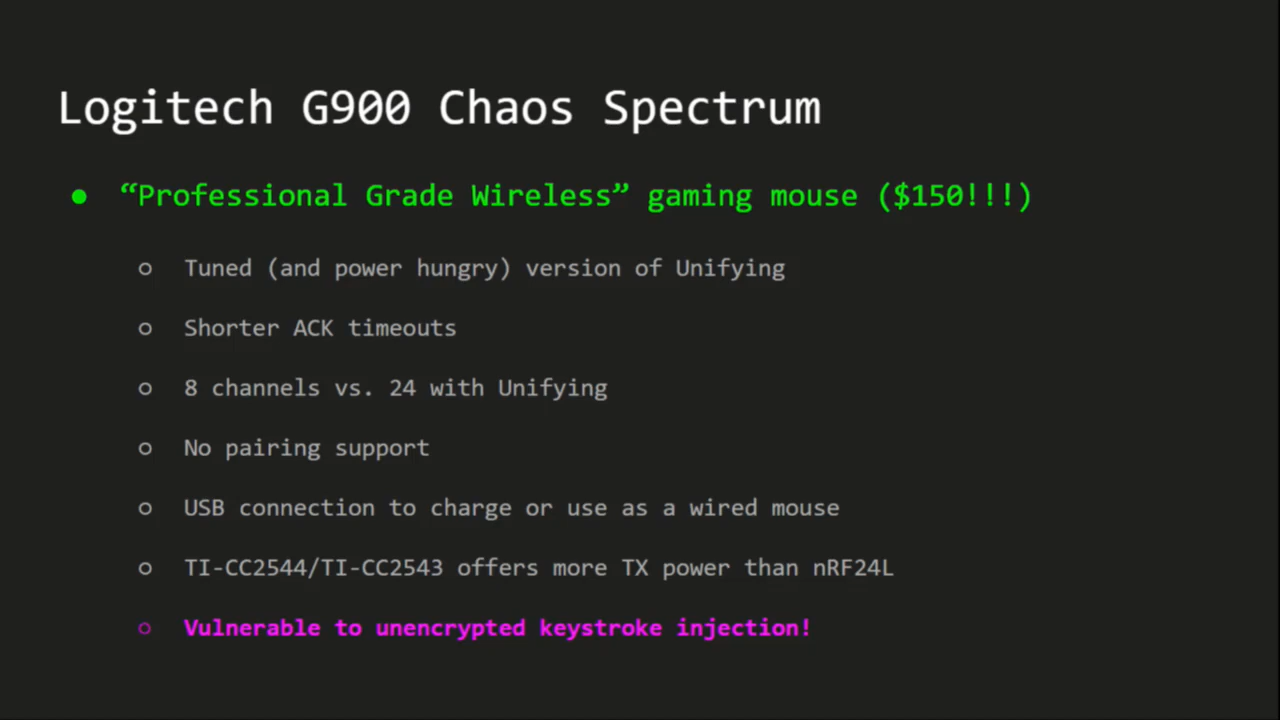 Logitech G900 Chaos Spectrum
● “Professional Grade Wireless” gaming mouse ($150!!!)
○ Tuned (and power hungry) version of Unifying
○ Shorter ACK timeouts
○ 8 channels vs. 24 with Unifying
○ No pairing support
○ USB connection to charge or use as a wired mouse
○ TI-CC2544/TI-CC2543 offers more TX power than nRF24L
○ Vulnerable to unencrypted keystroke injection!